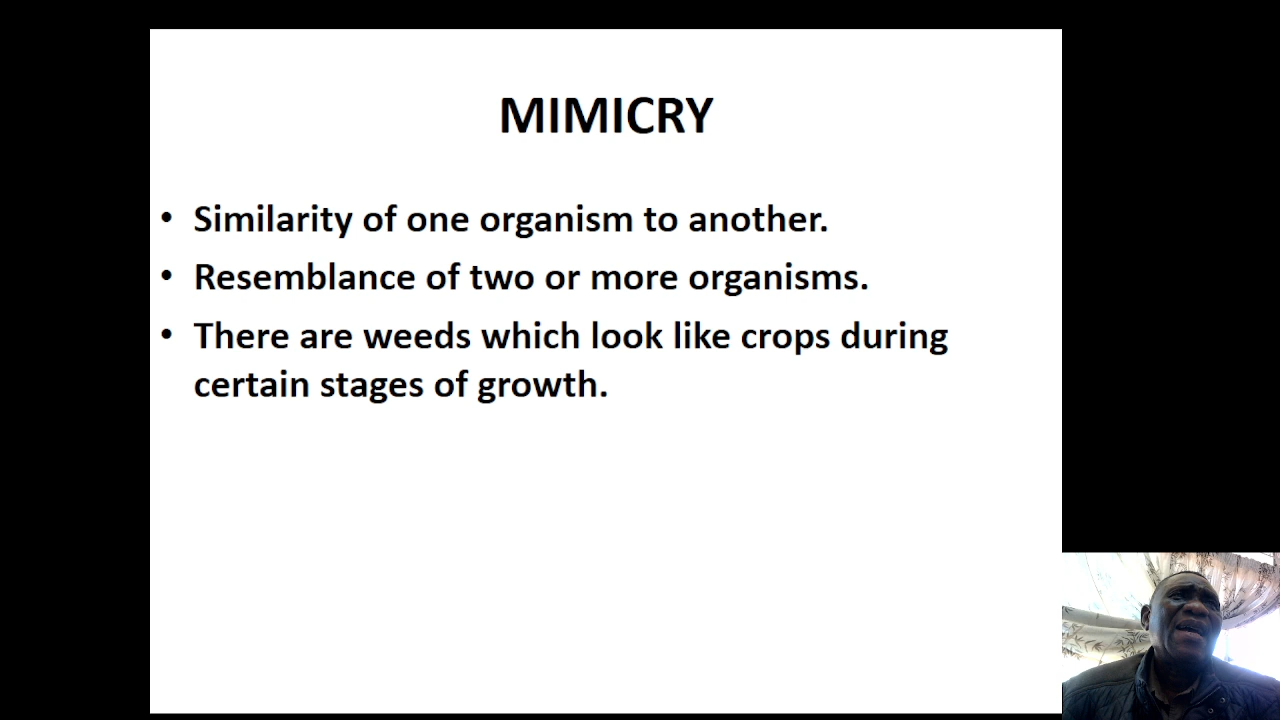 MIMICRY
• Similarity of one organism to another.
• Resemblance of two or more organisms.
• There are weeds which look like crops during
certain stages of growth.